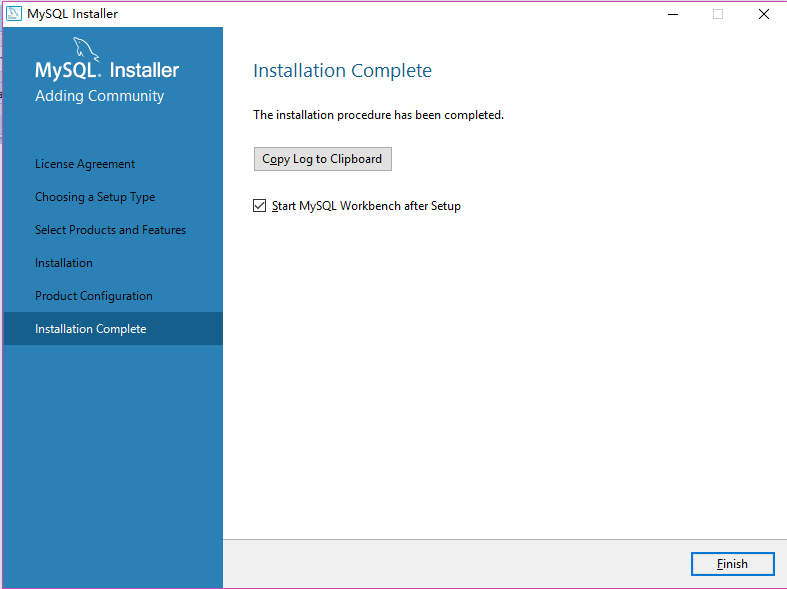 MySQL Installer
MySQL. Installer
Adding Community
License Agreement
Choosing a Setup Type
Select Products and Features
Installation
Product Configuration
Installation Complete
Installation Complete
The installation procedure has been completed.
Copy Log to Clipboard
Start MySQL Workbench after Setup
Finish